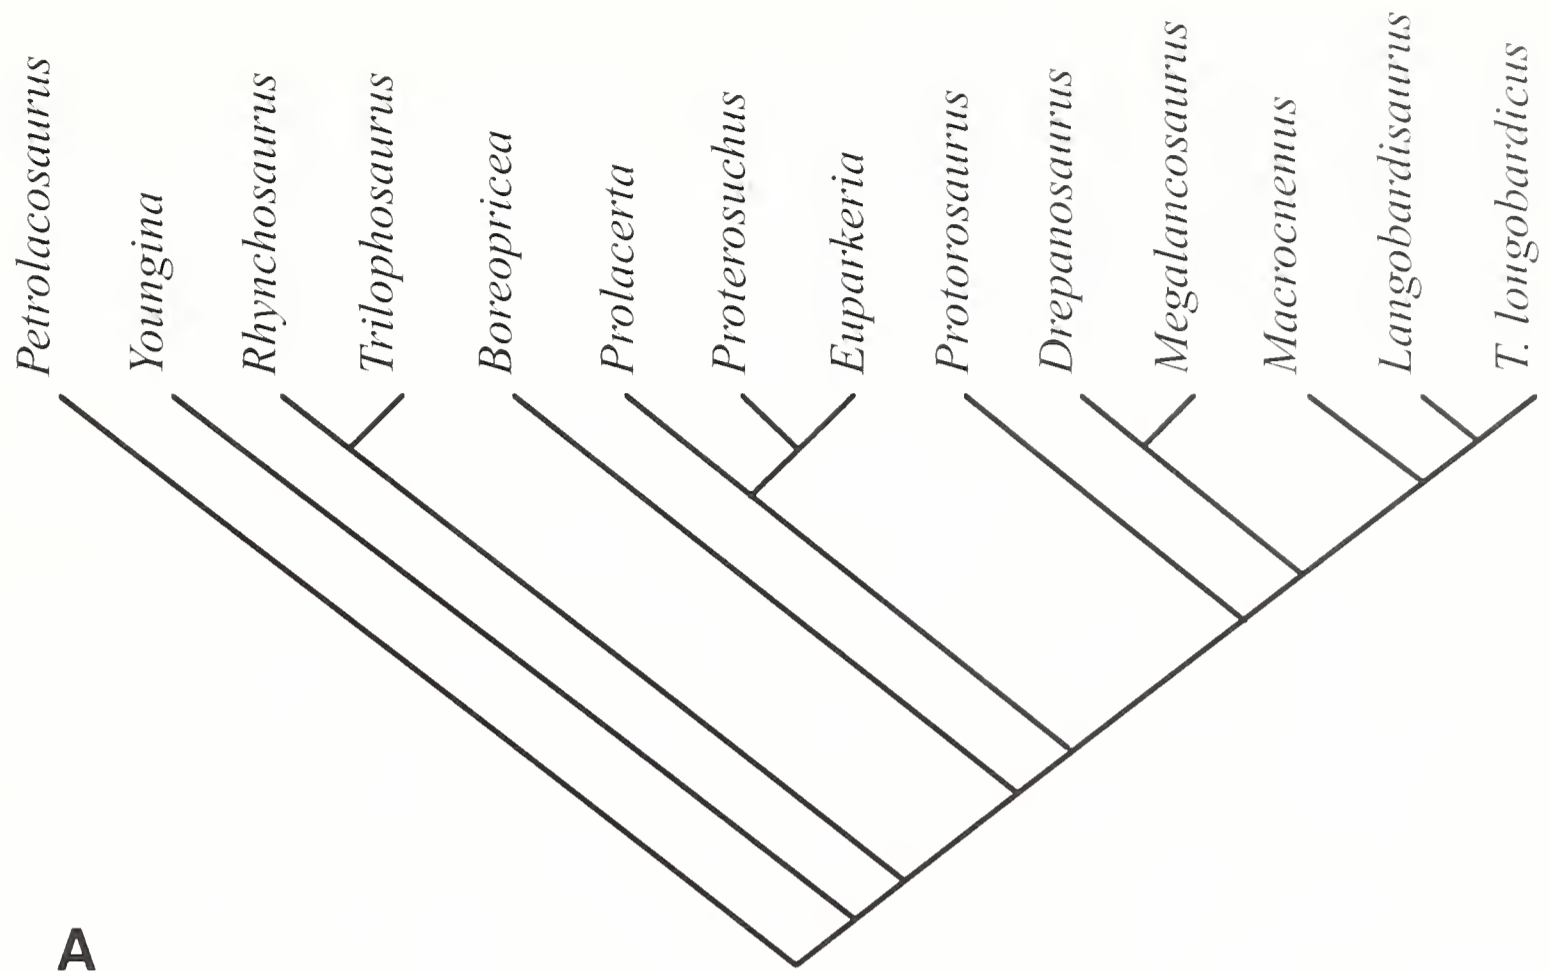 Petrolacosaurus
Youngina
Rhynchosaurus
Trilophosaurus
Boreopricea
Prolacerta
Proterosuchus
Euparkeria
Protorosaurus
Drepanosaurus
Megalancosaurus
Macrocnemus
Langobardisaurus
T. longobardicus
A